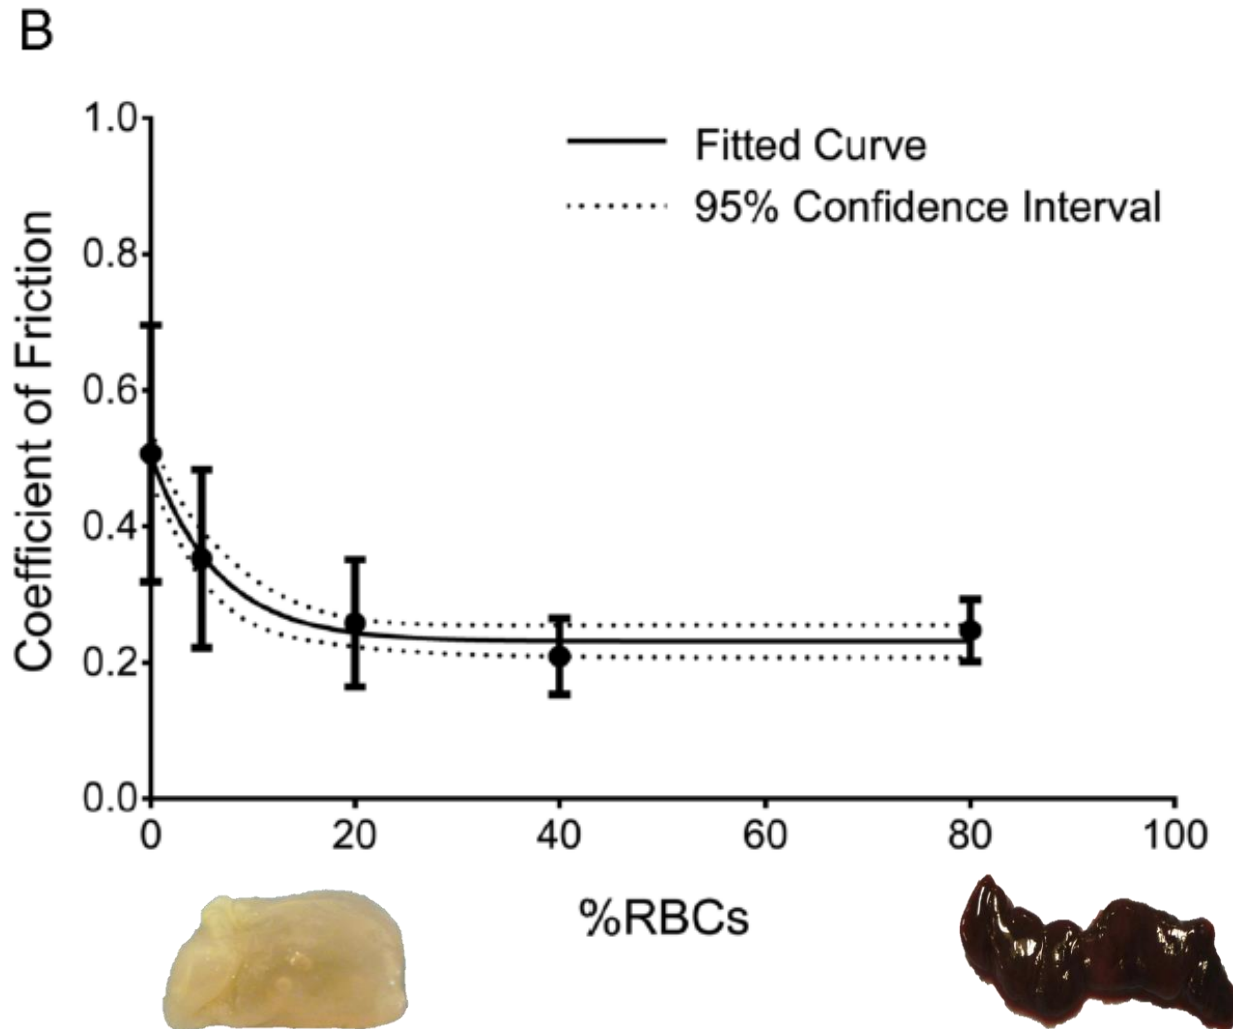 B
1.0
Fitted Curve
95% Confidence Interval
0.8
0.6
0.4
0.2
0.0
Coefficient of Friction
0 20 40 60 80 100
%RBCs